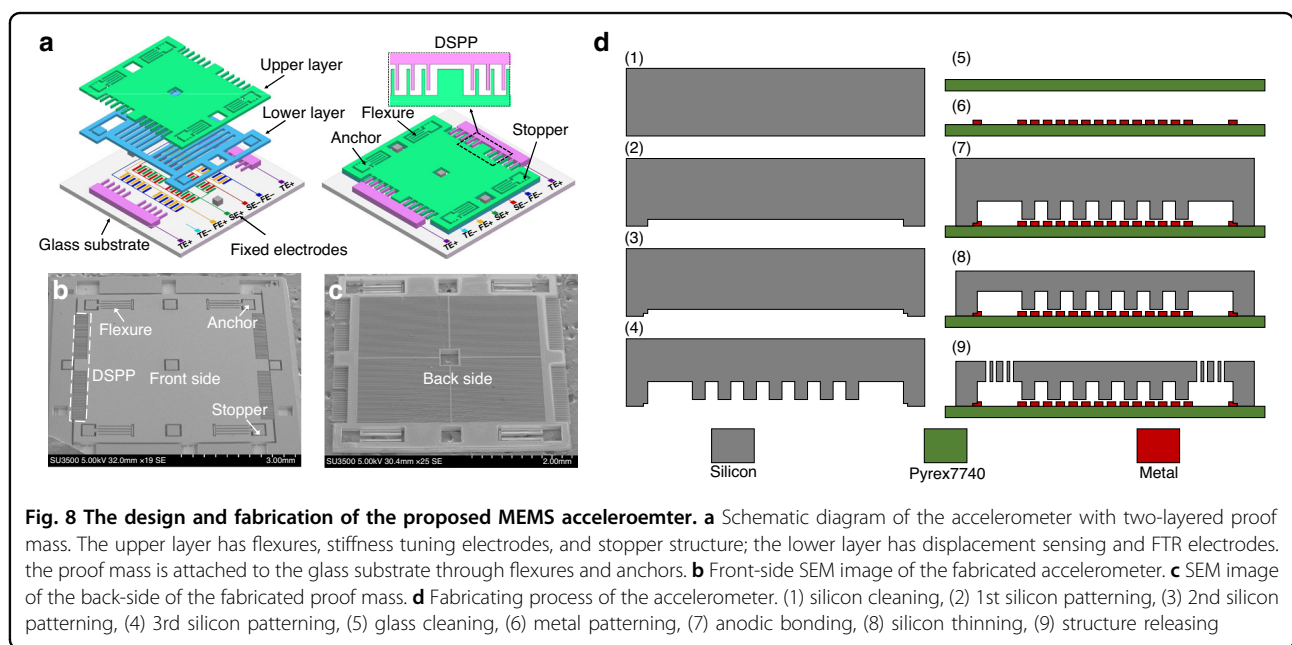 a
DSPP
Upper layer
Lower layer
Flexure
Anchor
Stopper
TE+
TE− FE+ SE+ SE− FE−
TE+
Glass substrate
Fixed electrodes
TE+
TE− FE+ SE+ SE− FE−
TE+
b
Flexure
Anchor
DSPP
Front side
Stopper
SU3500 5.00kV 32.0mm ×19 SE
3.00mm
c
Back side
SU3500 5.00kV 30.4mm ×25 SE
2.00mm
d
(1)
(2)
(3)
(4)
(5)
(6)
(7)
(8)
(9)
Silicon
Pyrex7740
Metal
Fig. 8 The design and fabrication of the proposed MEMS acceleroemter. a Schematic diagram of the accelerometer with two-layered proof
mass. The upper layer has flexures, stiffness tuning electrodes, and stopper structure; the lower layer has displacement sensing and FTR electrodes.
the proof mass is attached to the glass substrate through flexures and anchors. b Front-side SEM image of the fabricated accelerometer. c SEM image
of the back-side of the fabricated proof mass. d Fabricating process of the accelerometer. (1) silicon cleaning, (2) 1st silicon patterning, (3) 2nd silicon
patterning, (4) 3rd silicon patterning, (5) glass cleaning, (6) metal patterning, (7) anodic bonding, (8) silicon thinning, (9) structure releasing